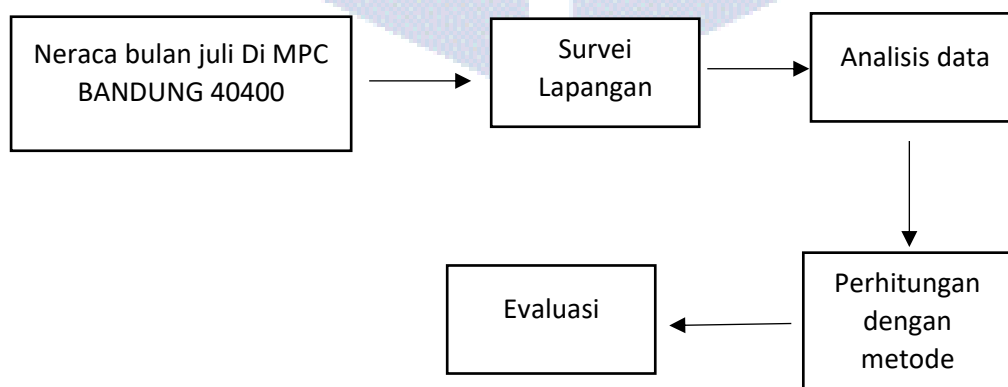 Neraca bulan juli Di MPC
BANDUNG 40400
Survei
Lapangan
Analisis data
Perhitungan
dengan
metode
Evaluasi